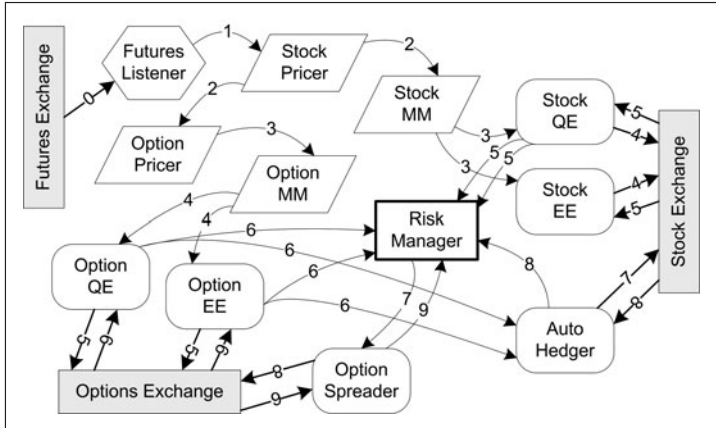 Futures Exchange
0
Futures
Listener
1
Stock
Pricer
2
2
Stock
MM
3
3
Stock
QE
5
4
5
5
Stock
EE
4
5
Stock Exchange
Option
Pricer
3
Option
MM
4
4
Risk
Manager
Option
QE
6
6
5
6
Option
EE
6
6
5
6
7
9
8
7
8
Auto
Hedger
Options Exchange
8
9
Option
Spreader